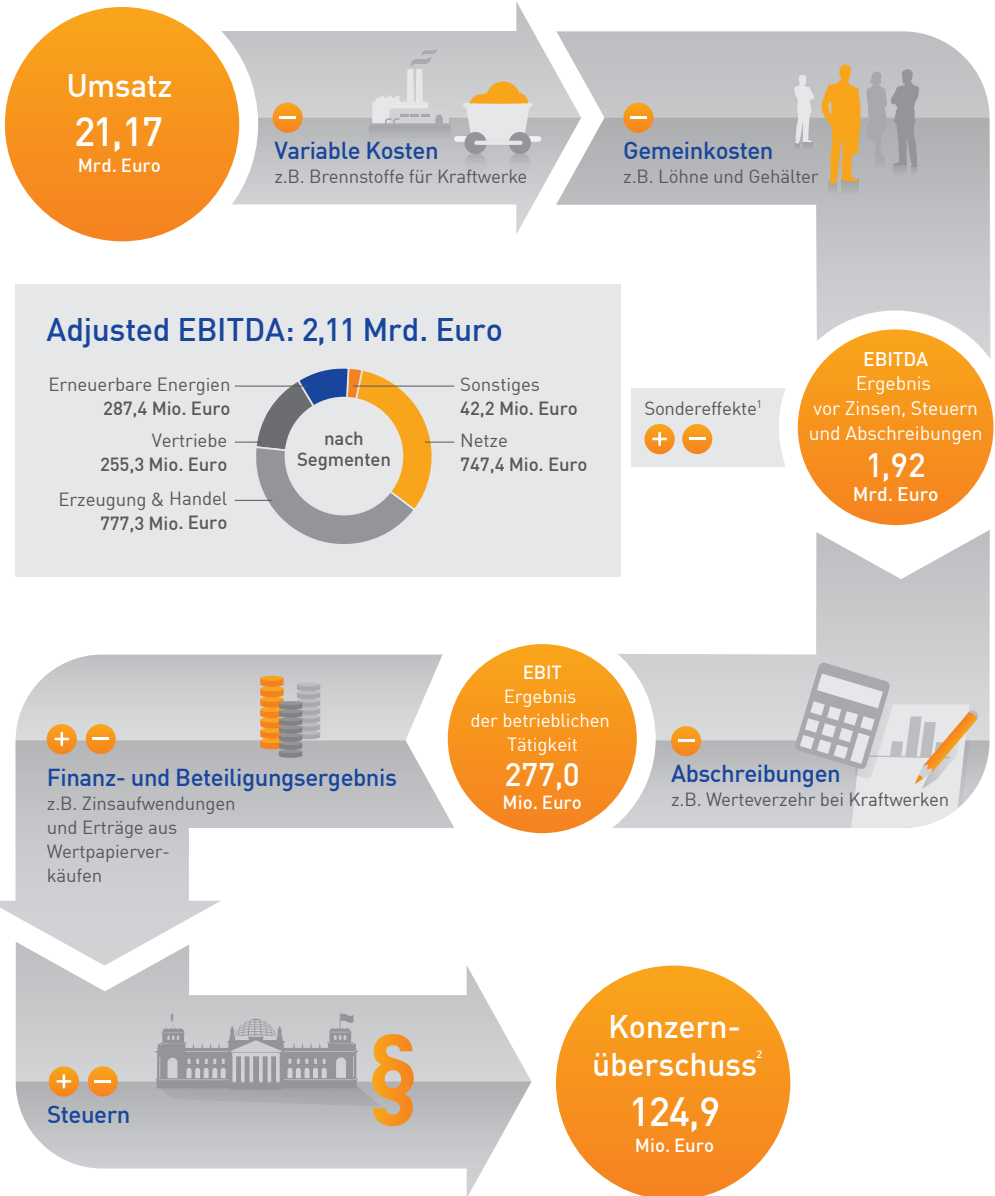 Umsatz
21,17
Mrd. Euro
Variable Kosten
z.B. Brennstoffe für Kraftwerke
Gemeinkosten
z.B. Löhne und Gehälter
Adjusted EBITDA: 2,11 Mrd. Euro
Erneuerbare Energien
287,4 Mio. Euro
Vertriebe
255,3 Mio. Euro
Erzeugung & Handel
777,3 Mio. Euro
nach
Segmenten
Sonstiges
42,2 Mio. Euro
Netze
747,4 Mio. Euro
Sondereffekte¹
EBITDA
Ergebnis
vor Zinsen, Steuern
und Abschreibungen
1,92
Mrd. Euro
Finanz- und Beteiligungsergebnis
z.B. Zinsaufwendungen
und Erträge aus
Wertpapierver-
käufen
EBIT
Ergebnis
der betrieblichen
Tätigkeit
277,0
Mio. Euro
Abschreibungen
z.B. Werteverzehr bei Kraftwerken
Steuern
§
Konzern-
überschuss²
124,9
Mio. Euro